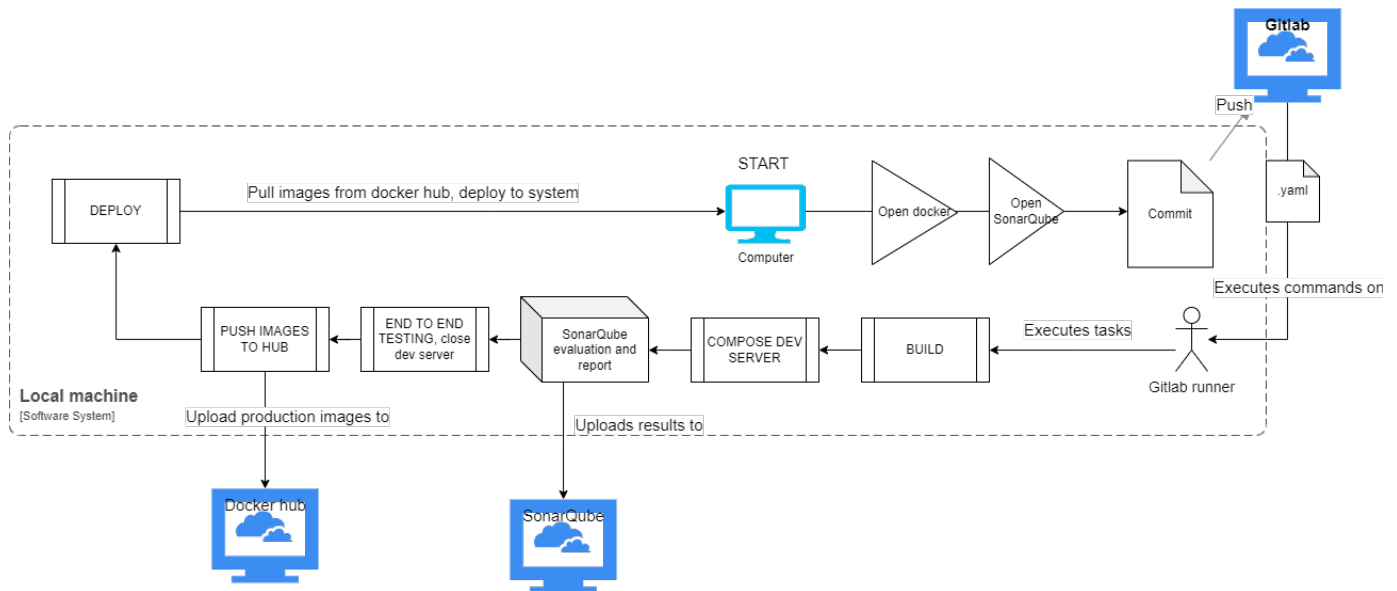 Gitlab
Push
START
Pull images from docker hub, deploy to system
DEPLOY
Open docker
Open
SonarQube
Commit
.yaml
Computer
Executes commands on
PUSH IMAGES
TO HUB
END TO END
TESTING, close
dev server
SonarQube
evaluation and
report
COMPOSE DEV
SERVER
BUILD
Executes tasks
Gitlab runner
Local machine
[Software System]
Upload production images to
Uploads results to
Docker hub
SonarQube